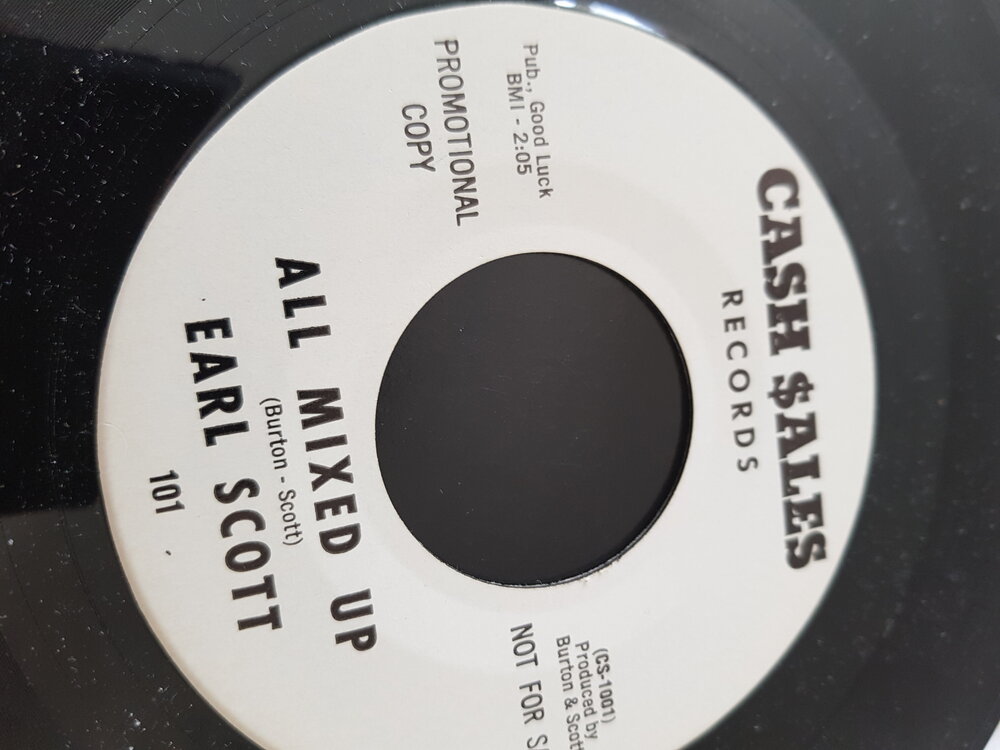 CASH $ALES
RECORDS
Pub., Good Luck
BMI - 2:05
PROMOTIONAL
COPY
(CS-1001)
Produced by
Burton & Scott
NOT FOR
ALL MIXED UP
(Burton - Scott)
EARL SCOTT
101